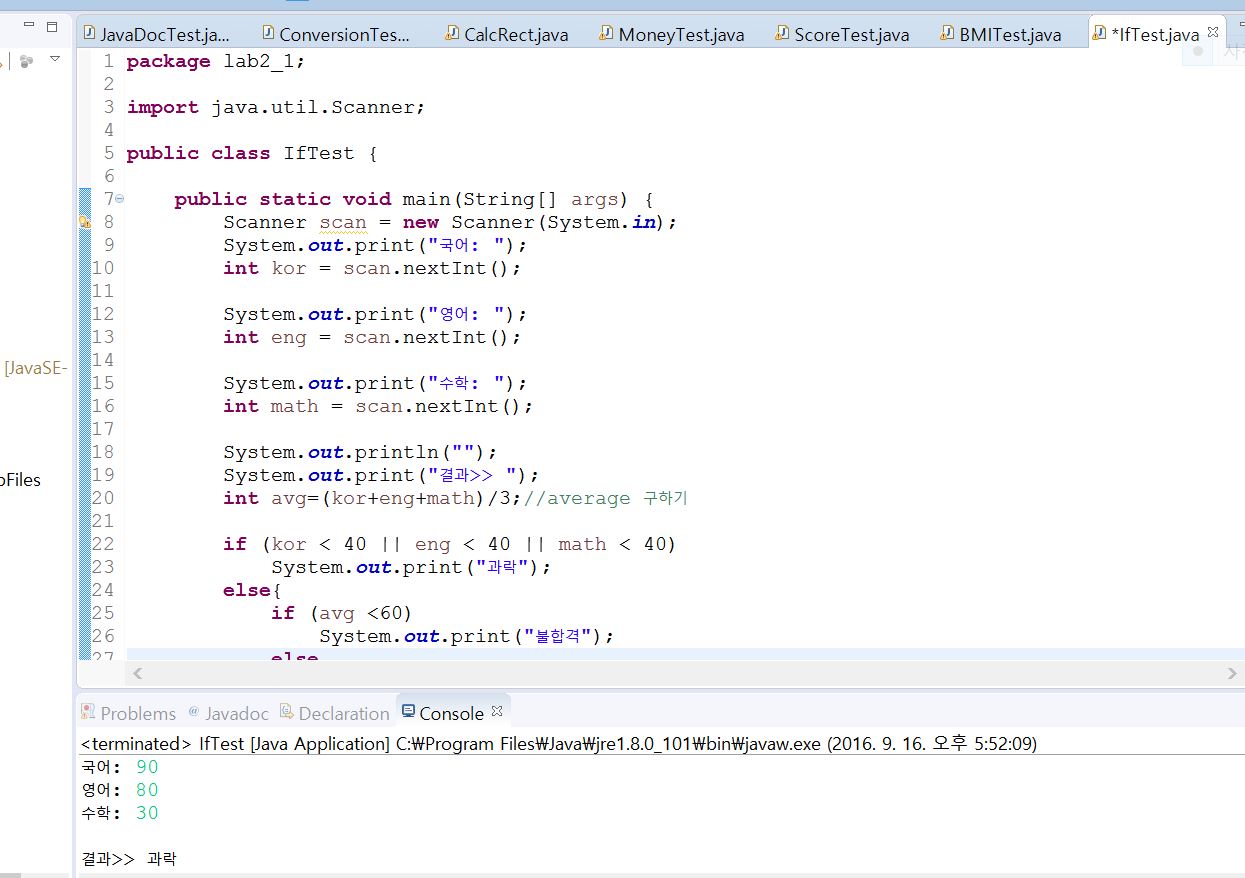 JavaDocTest.ja... ConversionTes... CalcRect.java MoneyTest.java ScoreTest.java BMITest.java *IfTest.java
1 package lab2_1;
2
3 import java.util.Scanner;
4
5 public class IfTest {
6
7 public static void main(String[] args) {
8 Scanner scan = new Scanner(System.in);
9 System.out.print("국어: ");
10 int kor = scan.nextInt();
11
12 System.out.print("영어: ");
13 int eng = scan.nextInt();
14
[JavaSE-
15 System.out.print("수학: ");
16 int math = scan.nextInt();
17
18 System.out.println("");
19 System.out.print("결과>> ");
oFiles
20 int avg=(kor+eng+math)/3;//average 구하기
21
22 if (kor < 40 || eng < 40 || math < 40)
23 System.out.print("과락");
24 else{
25 if (avg <60)
26 System.out.print("불합격");
27 else
Problems @ Javadoc Declaration Console
<terminated> IfTest [Java Application] C:₩Program Files₩Java₩jre1.8.0_101₩bin₩javaw.exe (2016. 9. 16. 오후 5:52:09)
국어: 90
영어: 80
수학: 30
결과>> 과락